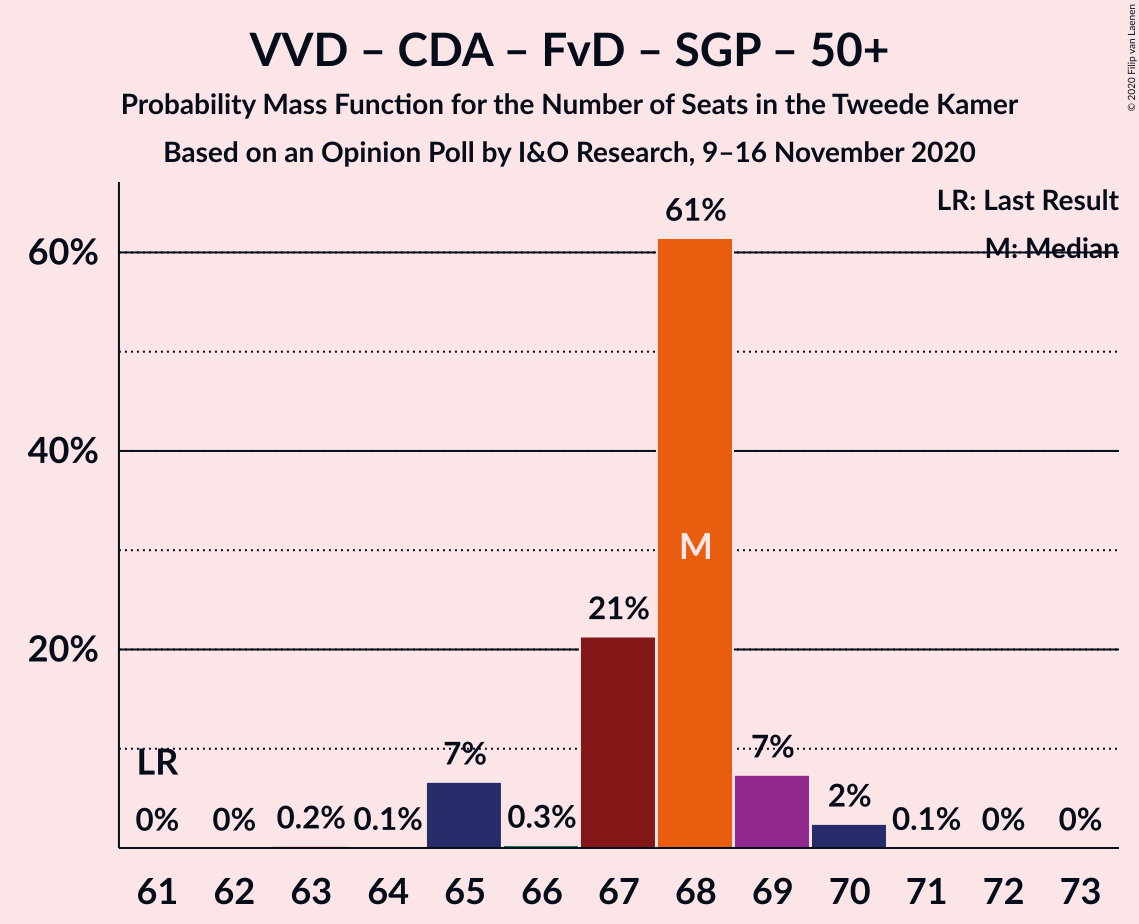 VVD – CDA – FvD – SGP – 50+
Probability Mass Function for the Number of Seats in the Tweede Kamer
Based on an Opinion Poll by I&O Research, 9–16 November 2020
© 2020 Filip van Laenen
LR: Last Result
M: Median
60%
40%
20%
61%
M
21%
LR
0% 0% 0.2% 0.1% 7% 0.3% 7% 2% 0.1% 0% 0%
61 62 63 64 65 66 67 68 69 70 71 72 73